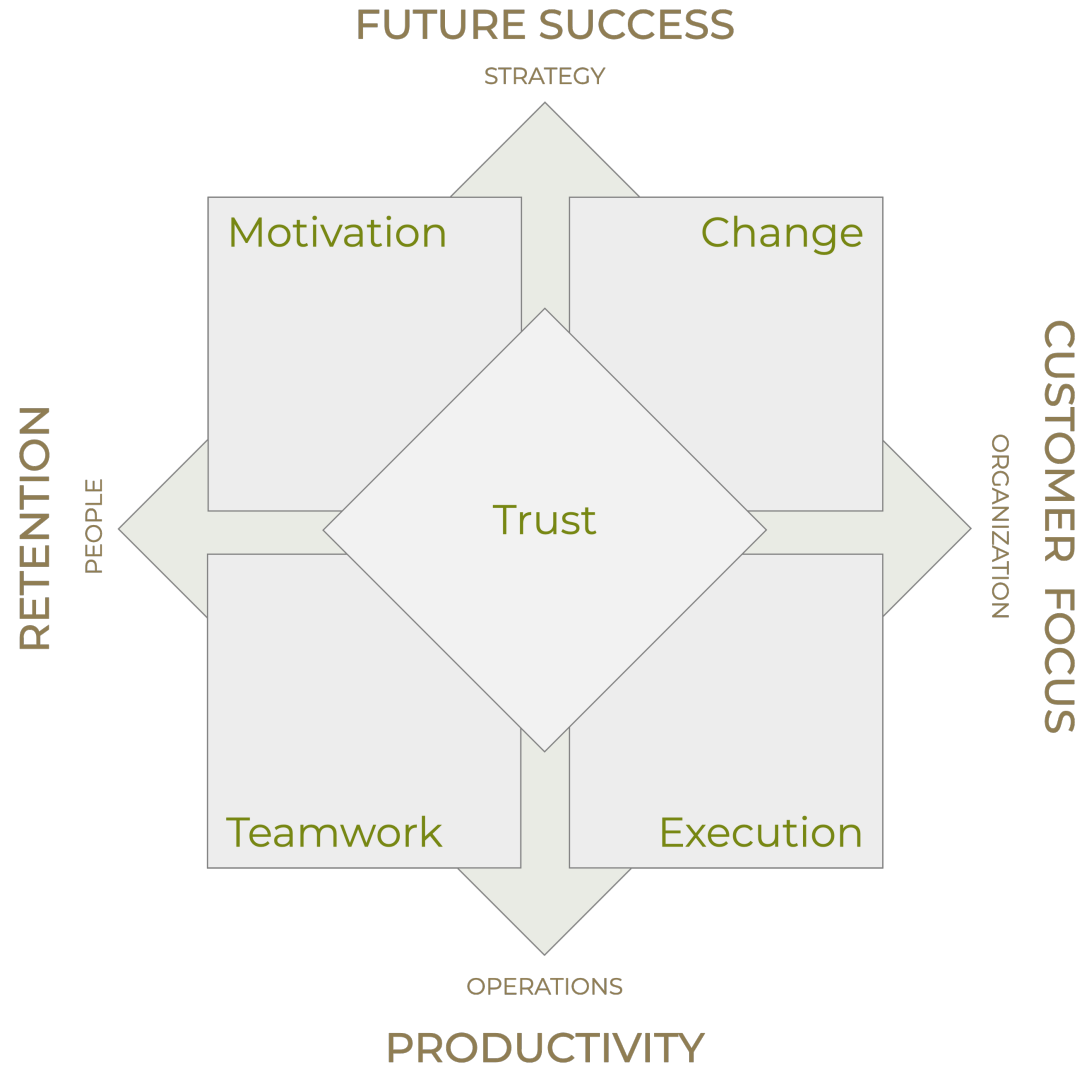 FUTURE SUCCESS
STRATEGY
Motivation
Change
RETENTION
PEOPLE
Trust
ORGANIZATION
CUSTOMER FOCUS
Teamwork
Execution
OPERATIONS
PRODUCTIVITY